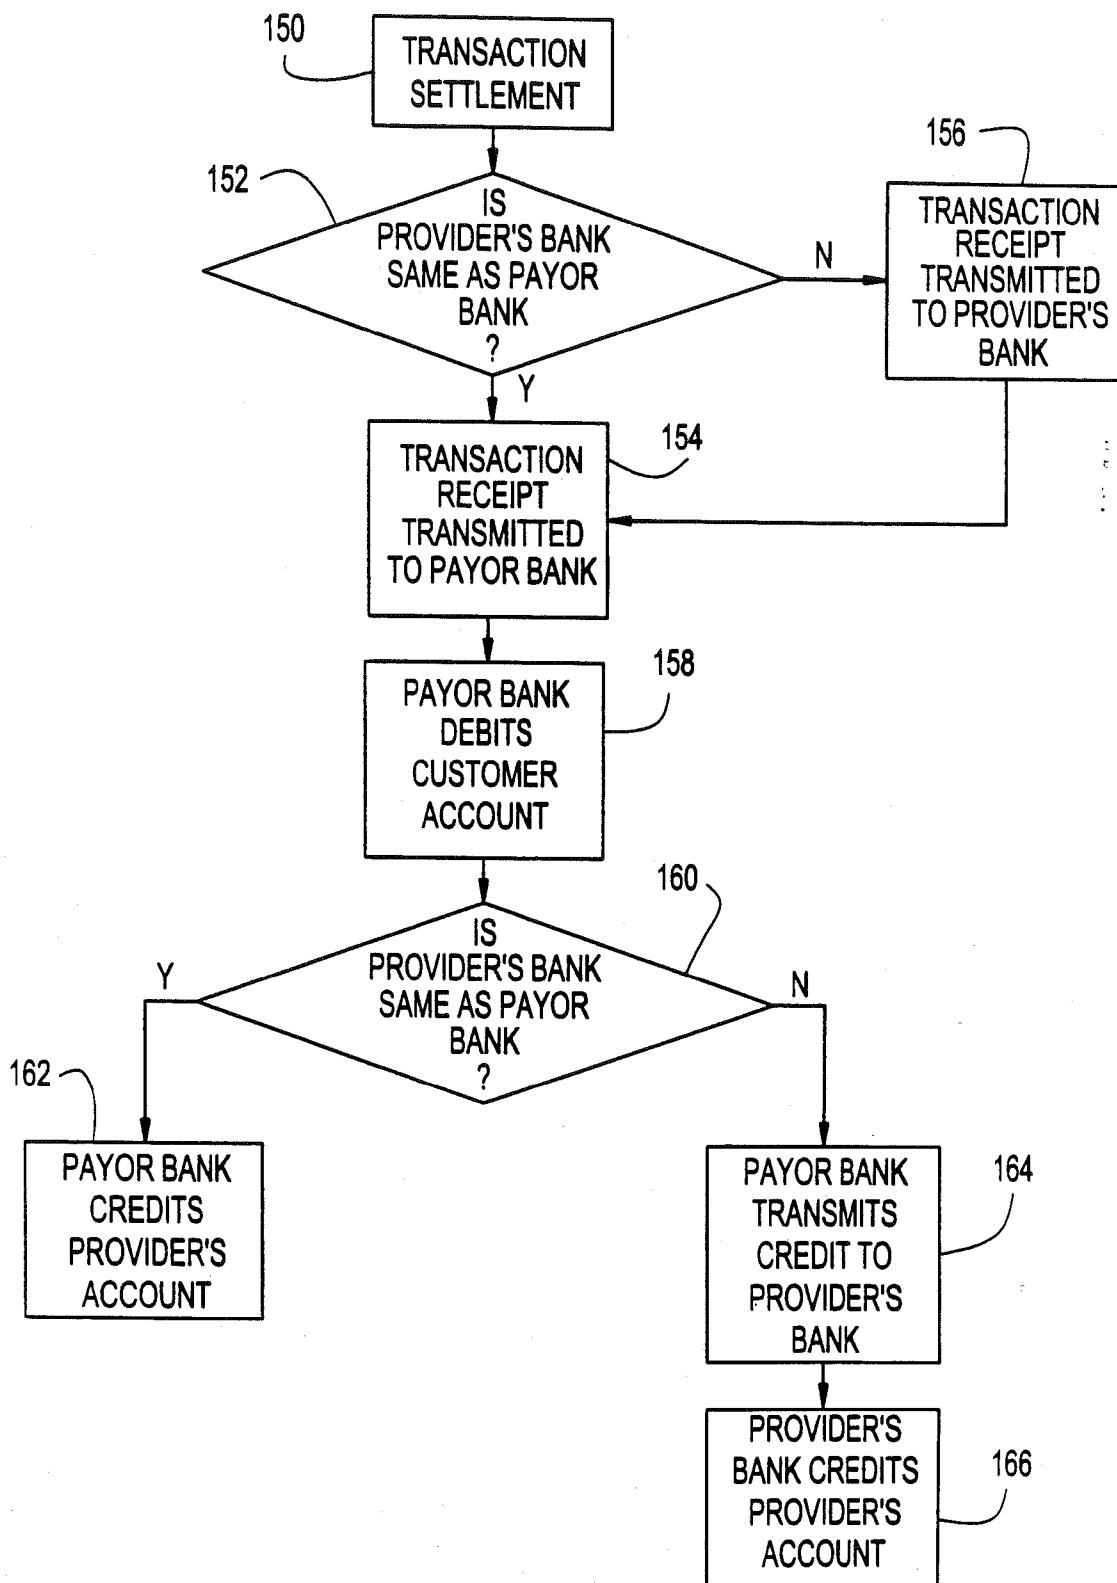 150
TRANSACTION
SETTLEMENT
152
IS
PROVIDER'S BANK
SAME AS PAYOR
BANK
?
N
156
TRANSACTION
RECEIPT
TRANSMITTED
TO PROVIDER'S
BANK
Y
154
TRANSACTION
RECEIPT
TRANSMITTED
TO PAYOR BANK
158
PAYOR BANK
DEBITS
CUSTOMER
ACCOUNT
160
IS
PROVIDER'S BANK
SAME AS PAYOR
BANK
?
Y
N
162
PAYOR BANK
CREDITS
PROVIDER'S
ACCOUNT
164
PAYOR BANK
TRANSMITS
CREDIT TO
PROVIDER'S
BANK
166
PROVIDER'S
BANK CREDITS
PROVIDER'S
ACCOUNT